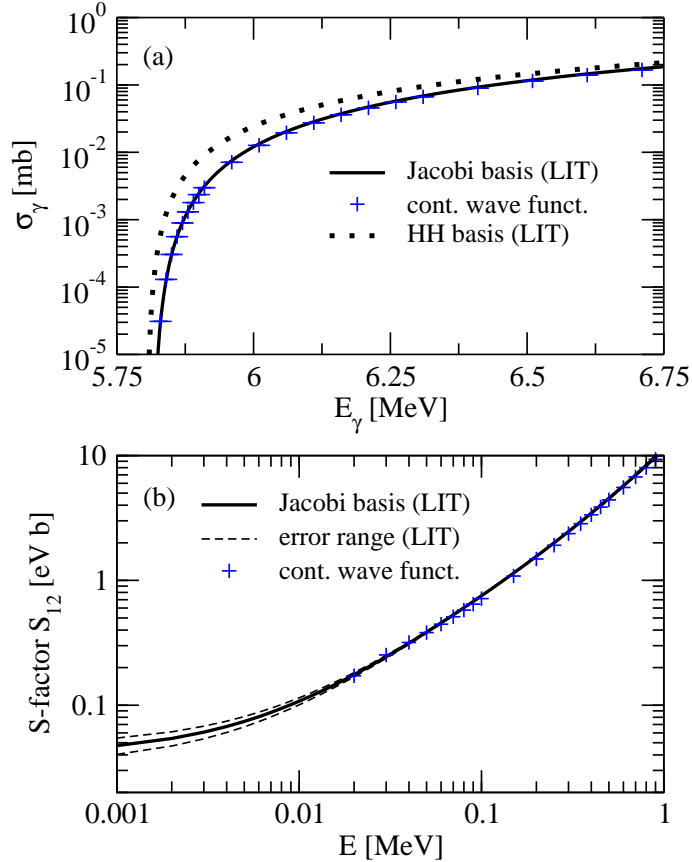 10^0
10^-1
10^-2
10^-3
10^-4
10^-5
σ_γ [mb]
(a)
Jacobi basis (LIT)
cont. wave funct.
HH basis (LIT)
5.75 6 6.25 6.5 6.75
E_γ [MeV]
10
1
0.1
S-factor S_12 [eV b]
(b)
Jacobi basis (LIT)
error range (LIT)
cont. wave funct.
0.001 0.01 0.1 1
E [MeV]